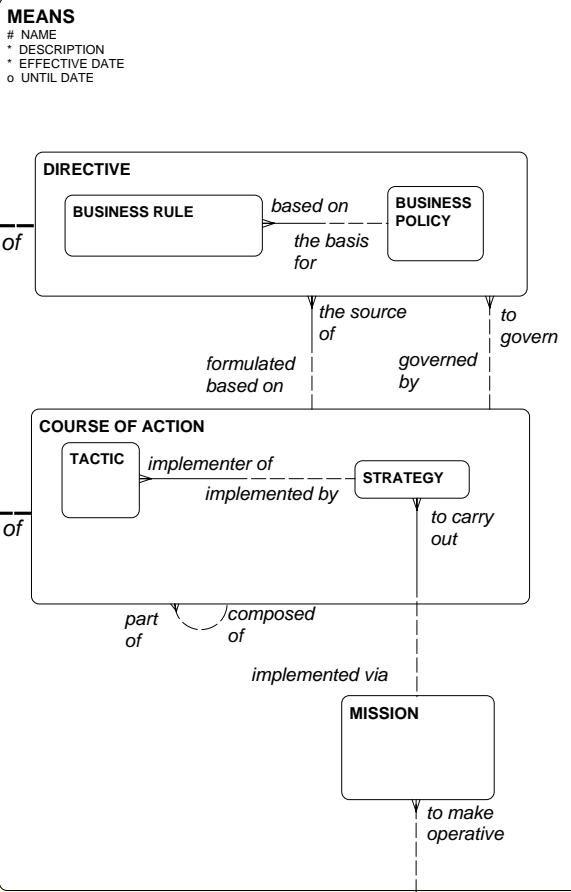 MEANS
# NAME
* DESCRIPTION
* EFFECTIVE DATE
o UNTIL DATE
DIRECTIVE
BUSINESS RULE
based on
the basis
for
BUSINESS
POLICY
of
the source
of
to
govern
formulated
based on
governed
by
COURSE OF ACTION
TACTIC
implementer of
implemented by
STRATEGY
of
to carry
out
part
of
composed
of
implemented via
MISSION
to make
operative